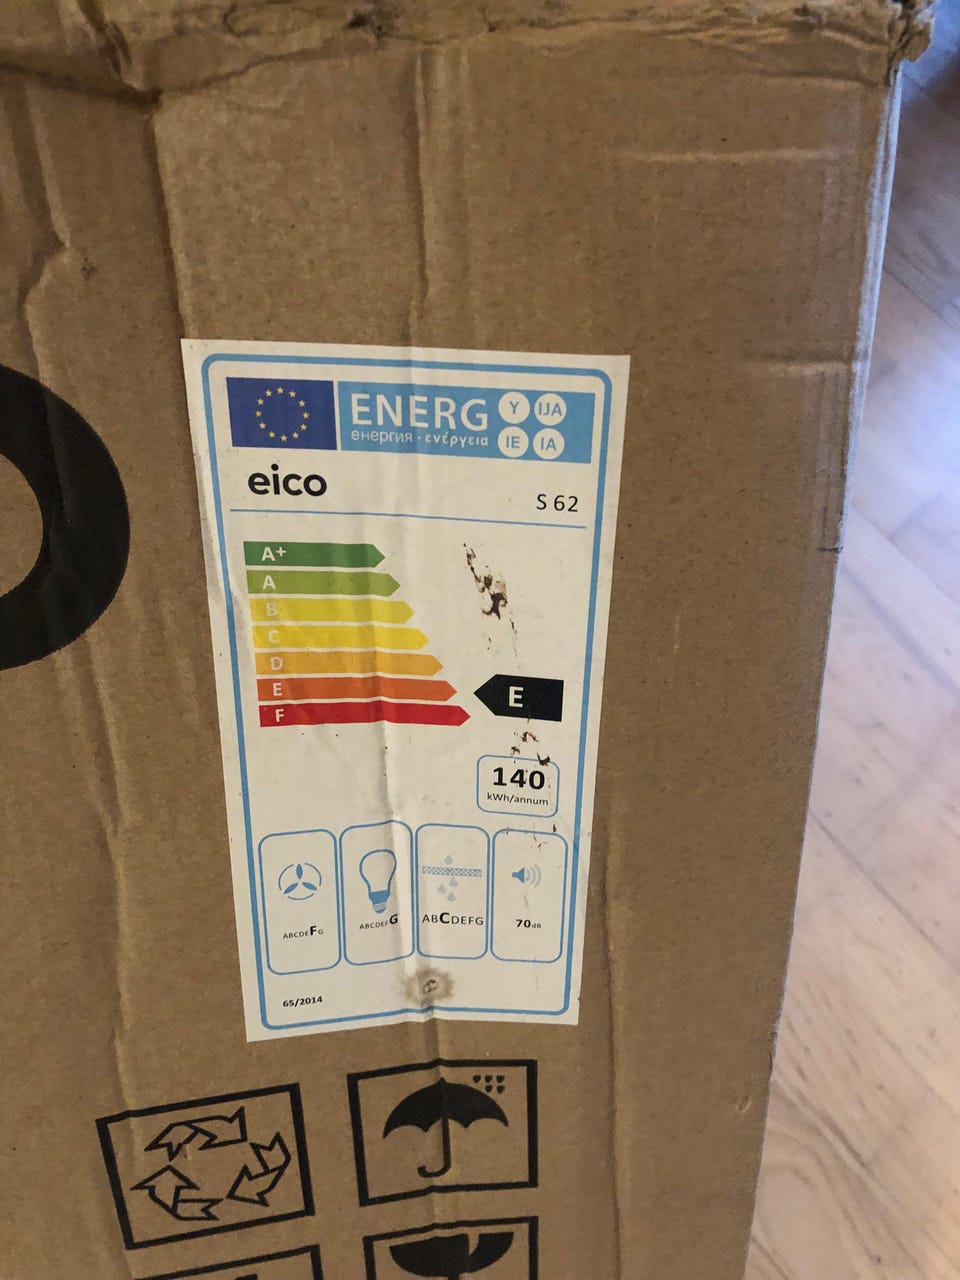 ENERG Y IJA
енергия · ενέργεια IE IA
eico
S 62
A+
A
B
C
D
E
F
E
140
kWh/annum
ABCDEFG
ABCDEFG
ABCDEFG
70dB
65/2014